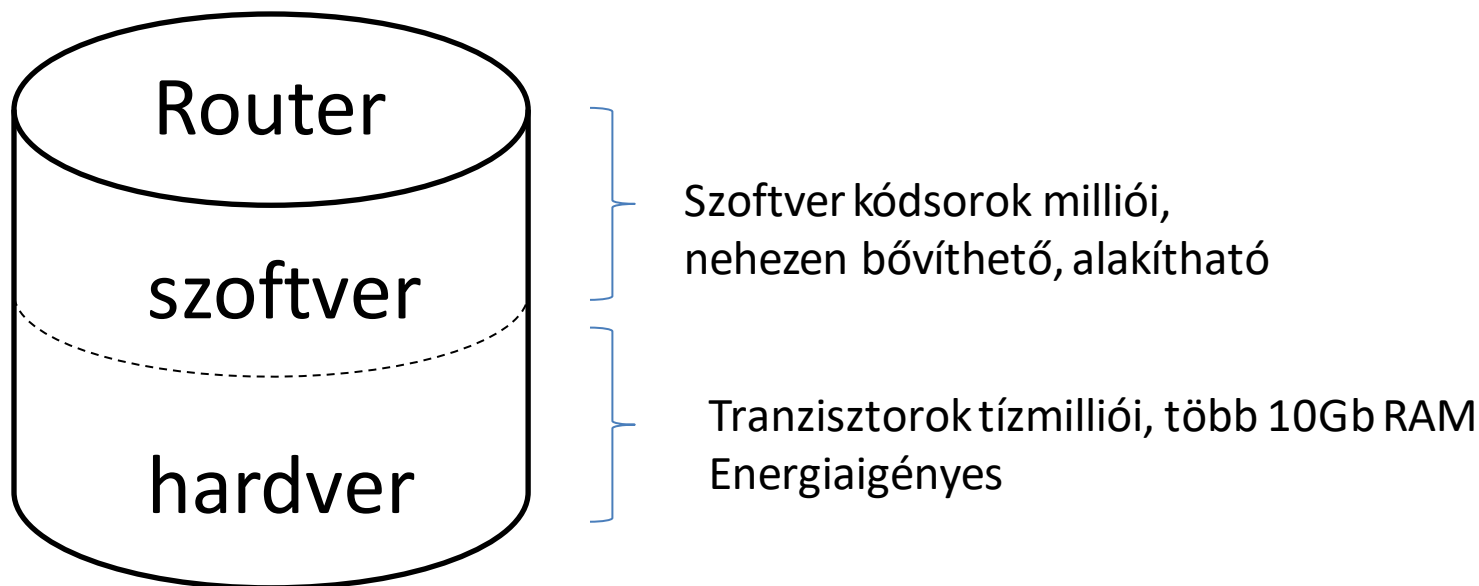 Router
szoftver
hardver
Szoftver kódsorok milliói,
nehezen bővíthető, alakítható
Tranzisztorok tízmilliói, több 10Gb RAM
Energiaigényes